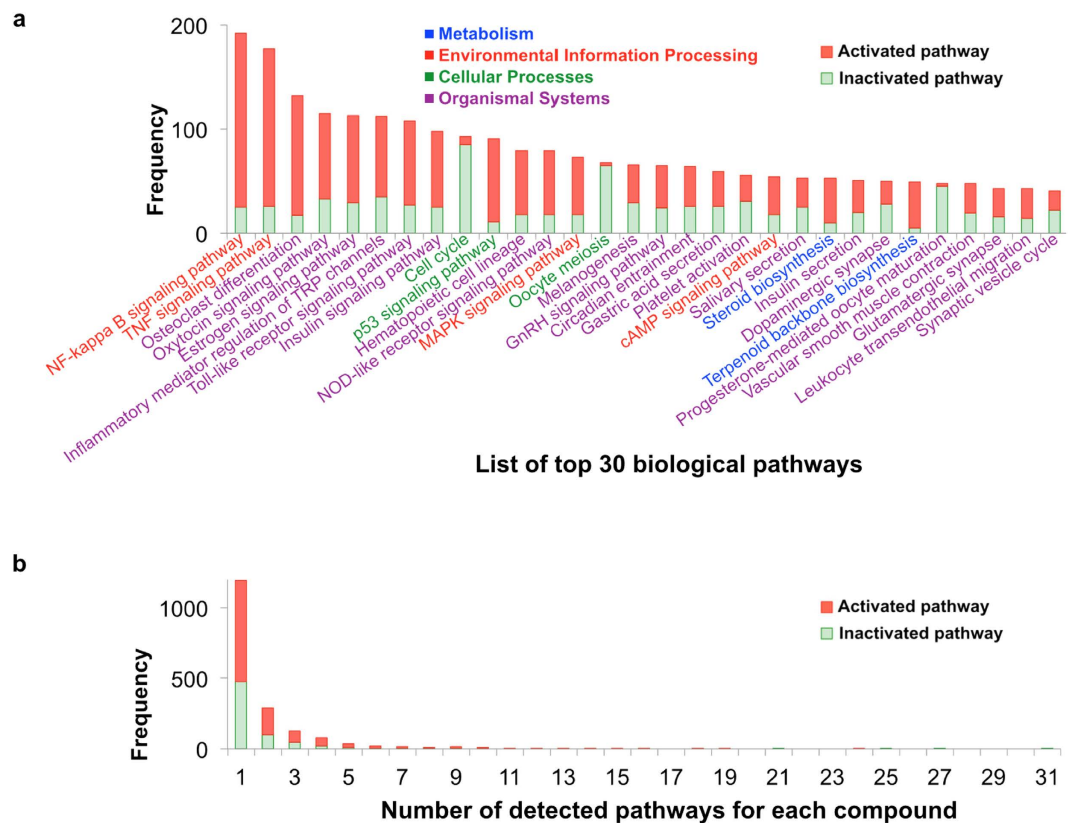 a
200
100
0
Frequency
Metabolism
Environmental Information Processing
Cellular Processes
Organismal Systems
Activated pathway
Inactivated pathway
NF-kappa B signaling pathway
TNF signaling pathway
Osteoclast differentiation
Oxytocin signaling pathway
Estrogen signaling pathway
Inflammatory mediator regulation of TRP channels
Toll-like receptor signaling pathway
Insulin signaling pathway
Cell cycle
p53 signaling pathway
Hematopoietic cell lineage
NOD-like receptor signaling pathway
MAPK signaling pathway
Oocyte meiosis
Melanogenesis
GnRH signaling pathway
Circadian entrainment
Gastric acid secretion
Platelet activation
cAMP signaling pathway
Salivary secretion
Steroid biosynthesis
Insulin secretion
Dopaminergic synapse
Terpenoid backbone biosynthesis
Progesterone-mediated oocyte maturation
Vascular smooth muscle contraction
Glutamatergic synapse
Leukocyte transendothelial migration
Synaptic vesicle cycle
List of top 30 biological pathways
b
1000
500
0
Frequency
Activated pathway
Inactivated pathway
1 3 5 7 9 11 13 15 17 19 21 23 25 27 29 31
Number of detected pathways for each compound